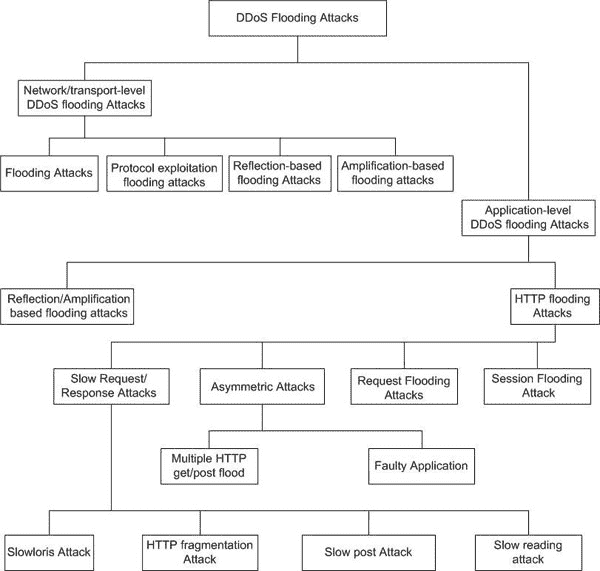 DDoS Flooding Attacks
Network/transport-level
DDoS flooding Attacks
Flooding Attacks
Protocol exploitation
flooding attacks
Reflection-based
flooding Attacks
Amplification-based
flooding attacks
Application-level
DDoS flooding Attacks
Reflection/Amplification
based flooding attacks
HTTP flooding
Attacks
Slow Request/
Response Attacks
Asymmetric Attacks
Request Flooding
Attacks
Session Flooding
Attack
Multiple HTTP
get/post flood
Faulty Application
Slowloris Attack
HTTP fragmentation
Attack
Slow post Attack
Slow reading
attack